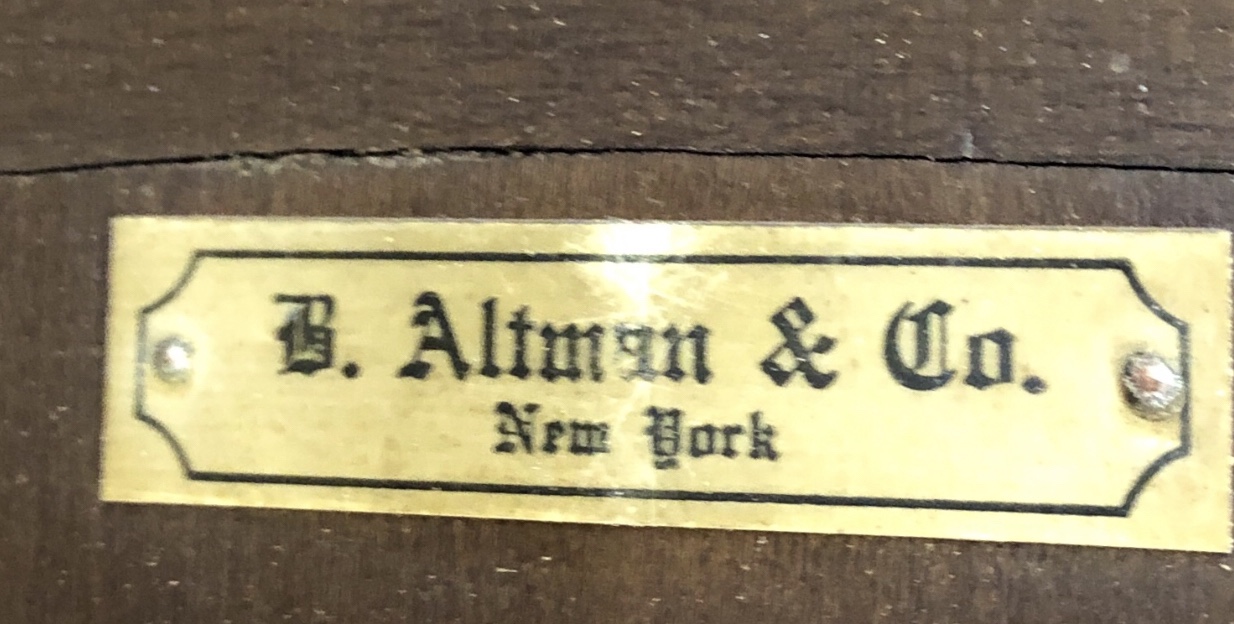 B. Altman & Co.
New York